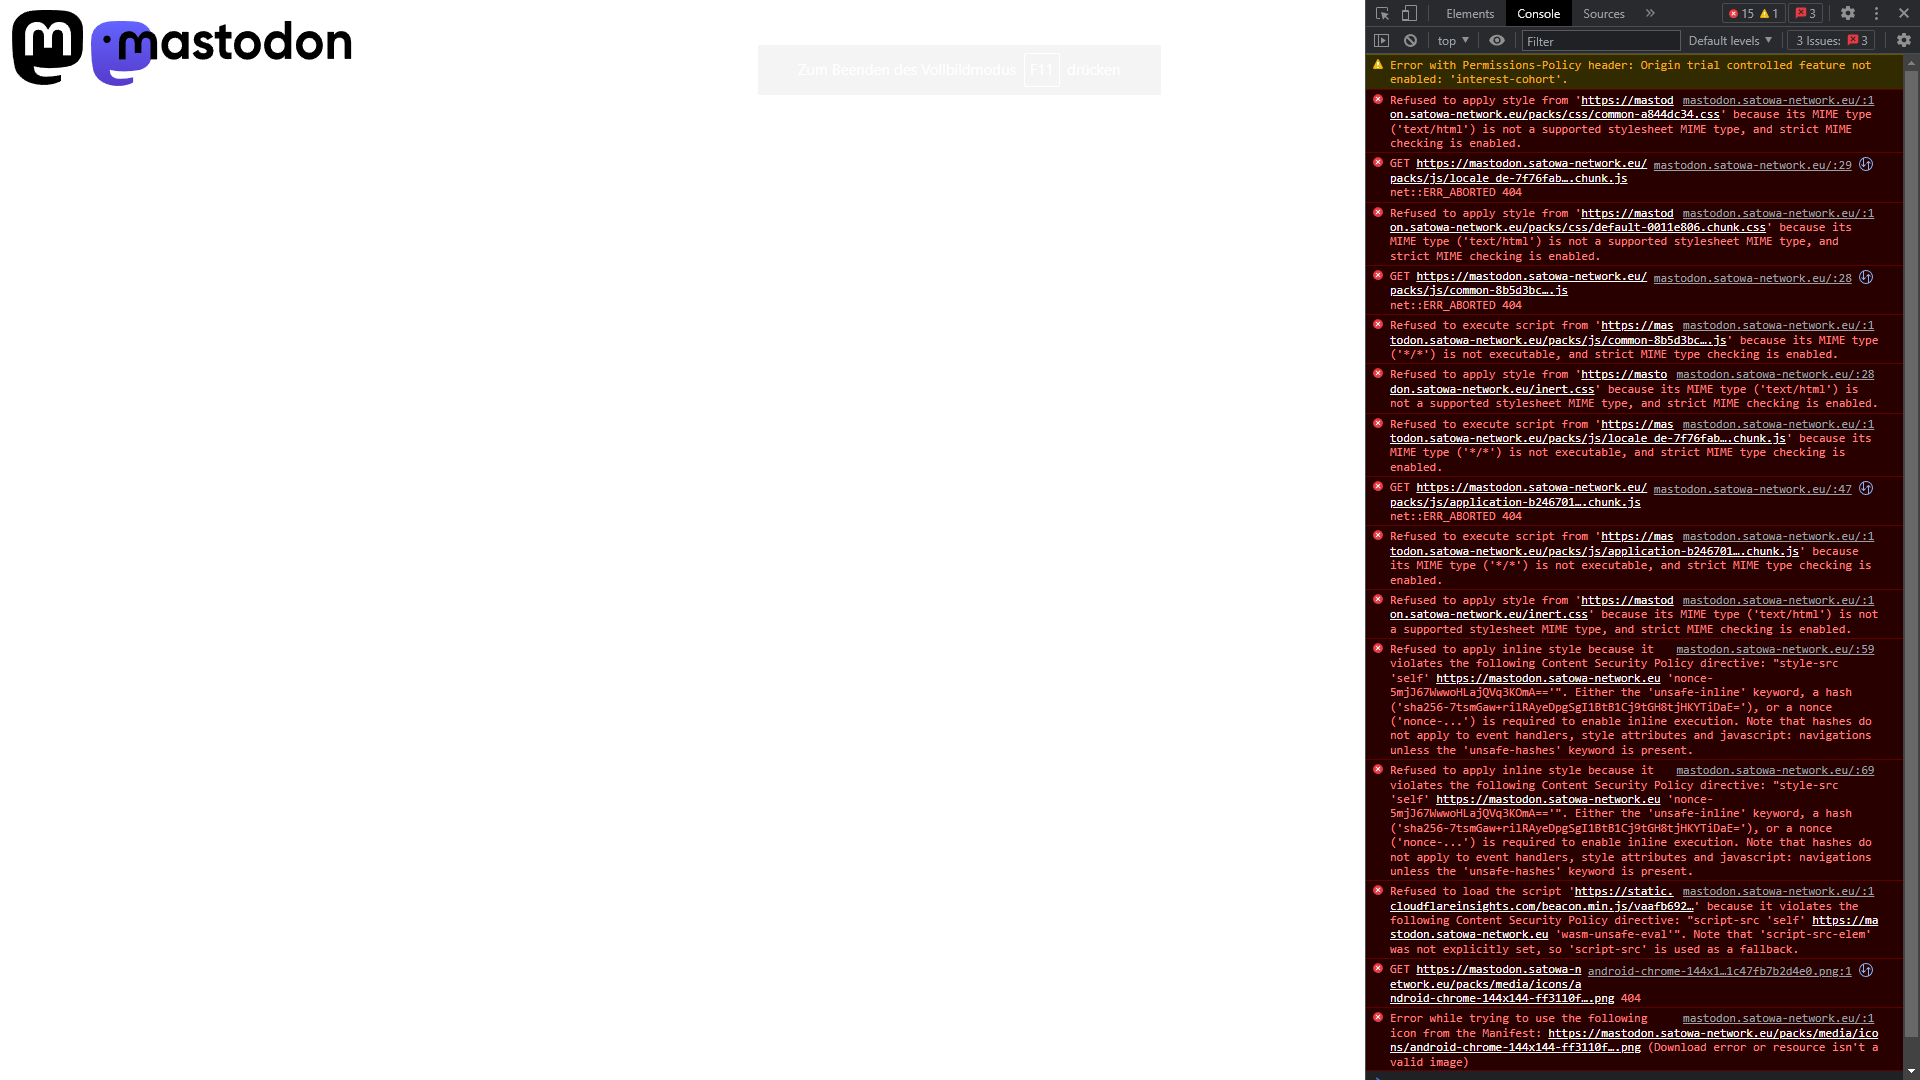 mastodon
Zum Beenden des Vollbildmodus F11 drücken
Elements Console Sources » 15 1 3
top Filter Default levels 3 Issues: 3
Error with Permissions-Policy header: Origin trial controlled feature not
enabled: 'interest-cohort'.
Refused to apply style from 'https://mastod mastodon.satowa-network.eu/:1
on.satowa-network.eu/packs/css/common-a844dc34.css' because its MIME type
('text/html') is not a supported stylesheet MIME type, and strict MIME
checking is enabled.
GET https://mastodon.satowa-network.eu/ mastodon.satowa-network.eu/:29
packs/js/locale_de-7f76fab….chunk.js
net::ERR_ABORTED 404
Refused to apply style from 'https://mastod mastodon.satowa-network.eu/:1
on.satowa-network.eu/packs/css/default-0011e806.chunk.css' because its
MIME type ('text/html') is not a supported stylesheet MIME type, and
strict MIME checking is enabled.
GET https://mastodon.satowa-network.eu/ mastodon.satowa-network.eu/:28
packs/js/common-8b5d3bc….js
net::ERR_ABORTED 404
Refused to execute script from 'https://mas mastodon.satowa-network.eu/:1
todon.satowa-network.eu/packs/js/common-8b5d3bc….js' because its MIME type
('*/*') is not executable, and strict MIME type checking is enabled.
Refused to apply style from 'https://masto mastodon.satowa-network.eu/:28
don.satowa-network.eu/inert.css' because its MIME type ('text/html') is
not a supported stylesheet MIME type, and strict MIME checking is enabled.
Refused to execute script from 'https://mas mastodon.satowa-network.eu/:1
todon.satowa-network.eu/packs/js/locale_de-7f76fab….chunk.js' because its
MIME type ('*/*') is not executable, and strict MIME type checking is
enabled.
GET https://mastodon.satowa-network.eu/ mastodon.satowa-network.eu/:47
packs/js/application-b246701….chunk.js
net::ERR_ABORTED 404
Refused to execute script from 'https://mas mastodon.satowa-network.eu/:1
todon.satowa-network.eu/packs/js/application-b246701….chunk.js' because
its MIME type ('*/*') is not executable, and strict MIME type checking is
enabled.
Refused to apply style from 'https://mastod mastodon.satowa-network.eu/:1
on.satowa-network.eu/inert.css' because its MIME type ('text/html') is not
a supported stylesheet MIME type, and strict MIME checking is enabled.
Refused to apply inline style because it mastodon.satowa-network.eu/:59
violates the following Content Security Policy directive: "style-src
'self' https://mastodon.satowa-network.eu 'nonce-
5mjJ67WwwoHLajQVq3KOmA=='". Either the 'unsafe-inline' keyword, a hash
('sha256-7tsmGaw+rilRAyeDpgSgI1BtB1Cj9tGH8tjHKYTiDaE='), or a nonce
('nonce-...') is required to enable inline execution. Note that hashes do
not apply to event handlers, style attributes and javascript: navigations
unless the 'unsafe-hashes' keyword is present.
Refused to apply inline style because it mastodon.satowa-network.eu/:69
violates the following Content Security Policy directive: "style-src
'self' https://mastodon.satowa-network.eu 'nonce-
5mjJ67WwwoHLajQVq3KOmA=='". Either the 'unsafe-inline' keyword, a hash
('sha256-7tsmGaw+rilRAyeDpgSgI1BtB1Cj9tGH8tjHKYTiDaE='), or a nonce
('nonce-...') is required to enable inline execution. Note that hashes do
not apply to event handlers, style attributes and javascript: navigations
unless the 'unsafe-hashes' keyword is present.
Refused to load the script 'https://static. mastodon.satowa-network.eu/:1
cloudflareinsights.com/beacon.min.js/vaafb692…' because it violates the
following Content Security Policy directive: "script-src 'self' https://ma
stodon.satowa-network.eu 'wasm-unsafe-eval'". Note that 'script-src-elem'
was not explicitly set, so 'script-src' is used as a fallback.
GET https://mastodon.satowa-n android-chrome-144x1…1c47fb7b2d4e0.png:1
etwork.eu/packs/media/icons/a
ndroid-chrome-144x144-ff3110f….png 404
Error while trying to use the following mastodon.satowa-network.eu/:1
icon from the Manifest: https://mastodon.satowa-network.eu/packs/media/ico
ns/android-chrome-144x144-ff3110f….png (Download error or resource isn't a
valid image)